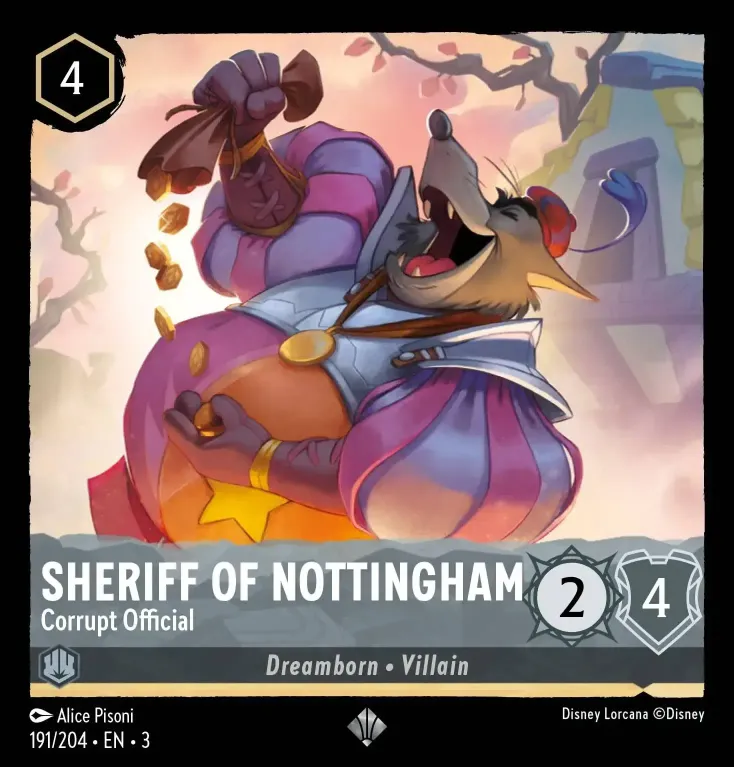 4
SHERIFF OF NOTTINGHAM
Corrupt Official
2
4
Dreamborn • Villain
Alice Pisoni
Disney Lorcana ©Disney
191/204 • EN • 3